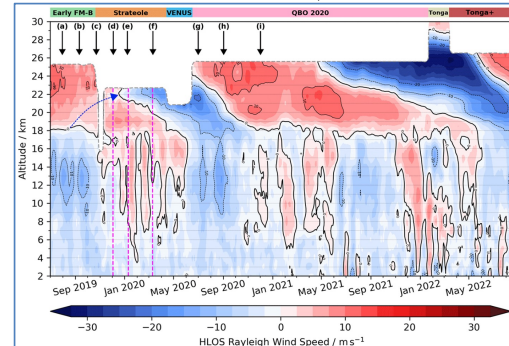 Early FM-B Strateole VENUS QBO 2020 Tonga Tonga+
(a) (b) (c) (d) (e) (f) (g) (h) (i)
30
28
26
24
22
20
18
16
14
12
10
8
6
4
2
Altitude / km
Sep 2019 Jan 2020 May 2020 Sep 2020 Jan 2021 May 2021 Sep 2021 Jan 2022 May 2022
−30 −20 −10 0 10 20 30
HLOS Rayleigh Wind Speed / ms⁻¹